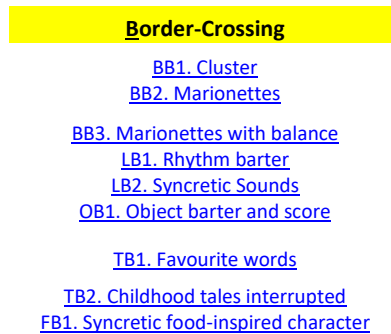 Border-Crossing
BB1. Cluster
BB2. Marionettes
BB3. Marionettes with balance
LB1. Rhythm barter
LB2. Syncretic Sounds
OB1. Object barter and score
TB1. Favourite words
TB2. Childhood tales interrupted
FB1. Syncretic food-inspired character